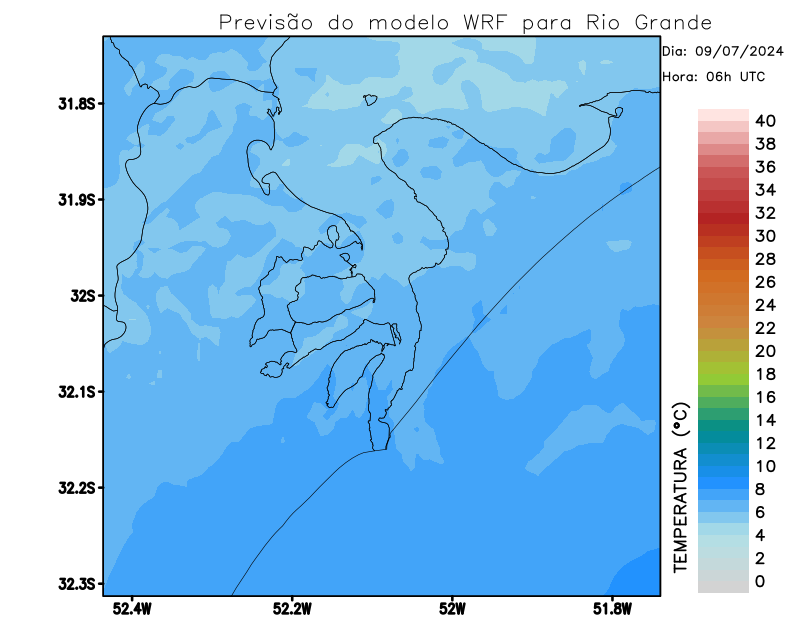 Previsão do modelo WRF para Rio Grande
Dia: 09/07/2024
Hora: 06h UTC
31.8S
31.9S
32S
32.1S
32.2S
32.3S
52.4W
52.2W
52W
51.8W
TEMPERATURA (°C)
40
38
36
34
32
30
28
26
24
22
20
18
16
14
12
10
8
6
4
2
0